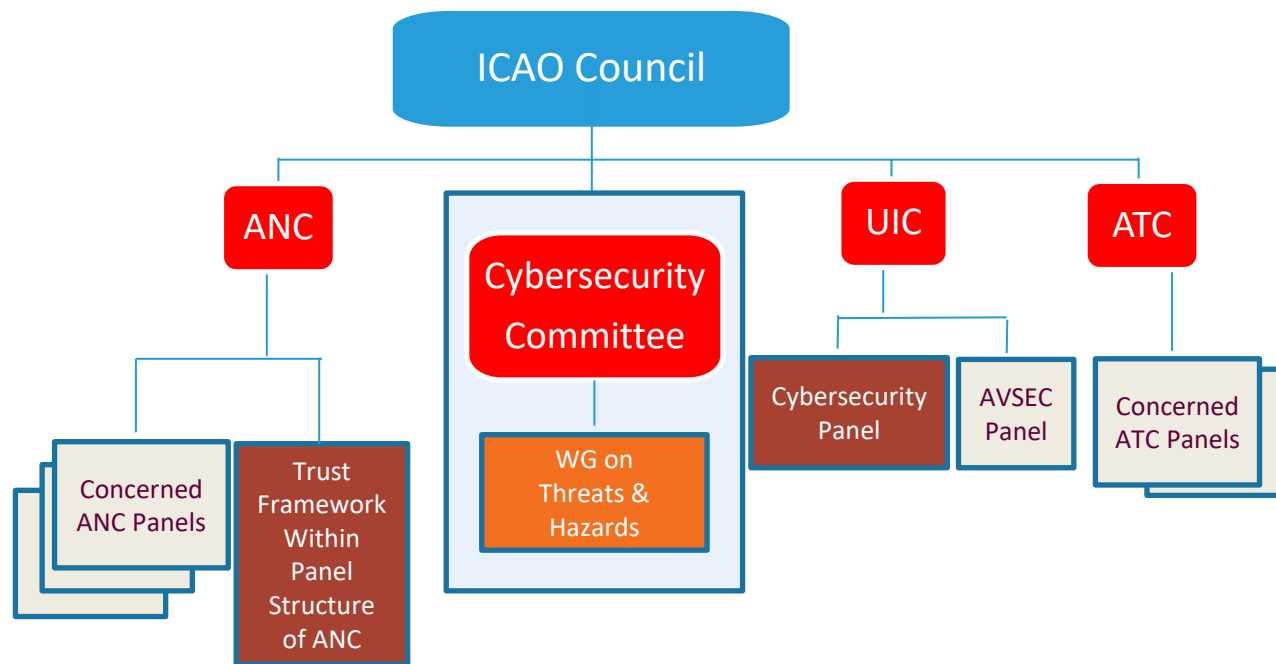 ICAO Council
ANC
Cybersecurity
Committee
UIC
ATC
Concerned
ANC Panels
Trust
Framework
Within
Panel
Structure
of ANC
WG on
Threats &
Hazards
Cybersecurity
Panel
AVSEC
Panel
Concerned
ATC Panels